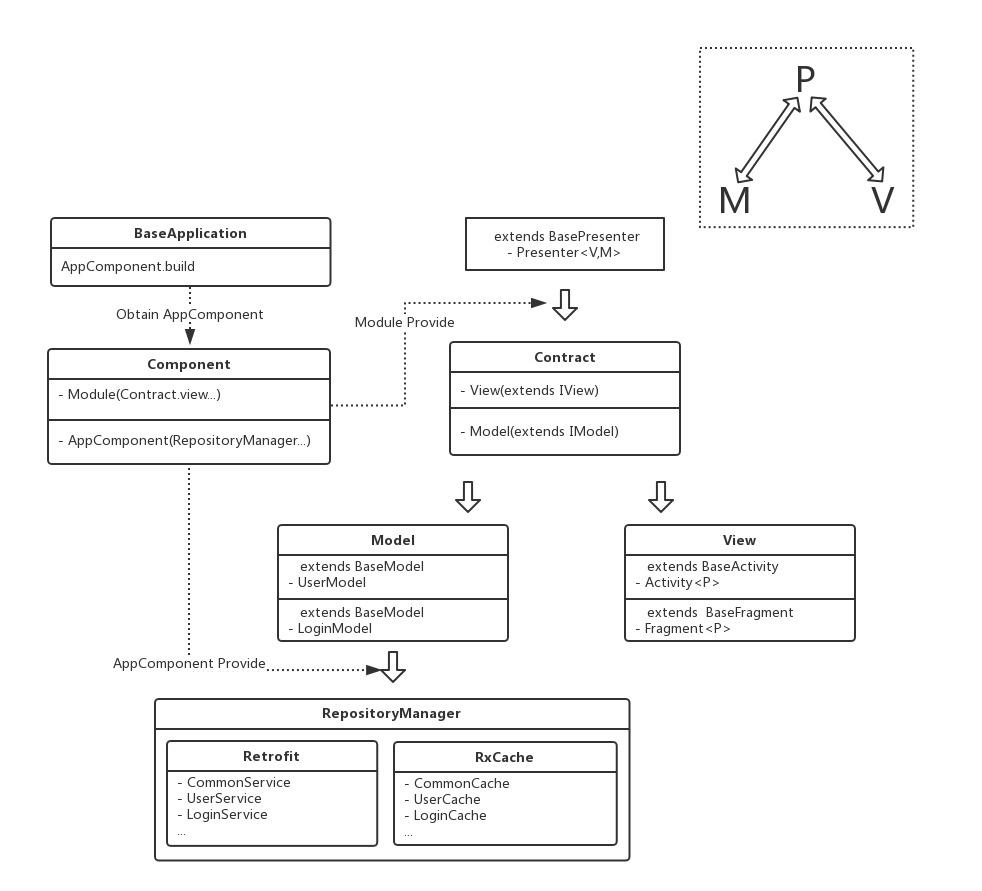 P
M
V
BaseApplication
AppComponent.build
Obtain AppComponent
Component
- Module(Contract.view...)
- AppComponent(RepositoryManager...)
Module Provide
extends BasePresenter
- Presenter<V,M>
Contract
- View(extends IView)
- Model(extends IModel)
Model
extends BaseModel
- UserModel
extends BaseModel
- LoginModel
View
extends BaseActivity
- Activity<P>
extends  BaseFragment
- Fragment<P>
AppComponent Provide
RepositoryManager
Retrofit
- CommonService
- UserService
- LoginService
...
RxCache
- CommonCache
- UserCache
- LoginCache
...